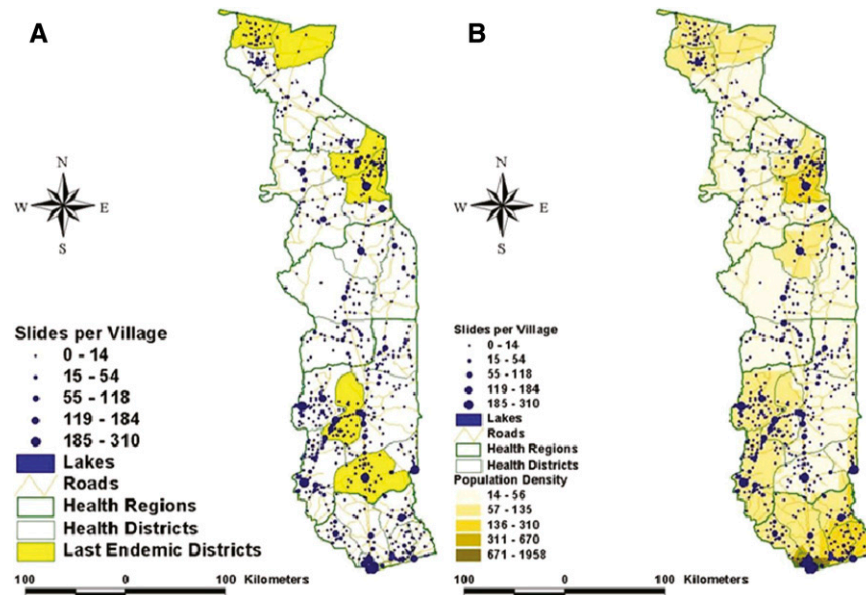 A
N
W E
S
Slides per Village
0 - 14
15 - 54
55 - 118
119 - 184
185 - 310
Lakes
Roads
Health Regions
Health Districts
Last Endemic Districts
100 0 100 Kilometers
B
N
W E
S
Slides per Village
0 - 14
15 - 54
55 - 118
119 - 184
185 - 310
Lakes
Roads
Health Regions
Health Districts
Population Density
14 - 56
57 - 135
136 - 310
311 - 670
671 - 1958
100 0 100 Kilometers